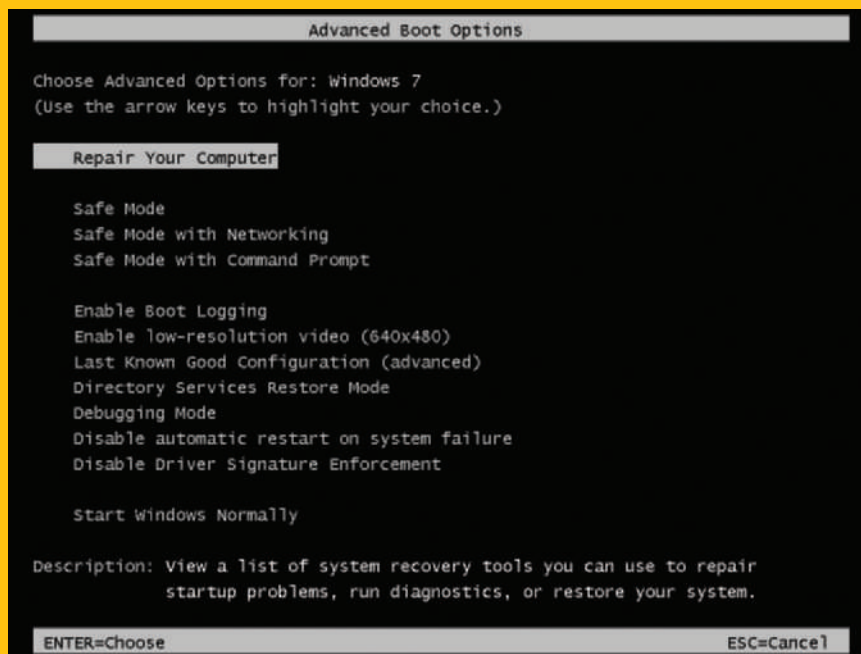 Advanced Boot Options
Choose Advanced Options for: Windows 7
(Use the arrow keys to highlight your choice.)
Repair Your Computer
Safe Mode
Safe Mode with Networking
Safe Mode with Command Prompt
Enable Boot Logging
Enable low-resolution video (640x480)
Last Known Good Configuration (advanced)
Directory Services Restore Mode
Debugging Mode
Disable automatic restart on system failure
Disable Driver Signature Enforcement
Start Windows Normally
Description: View a list of system recovery tools you can use to repair
startup problems, run diagnostics, or restore your system.
ENTER=Choose ESC=Cancel